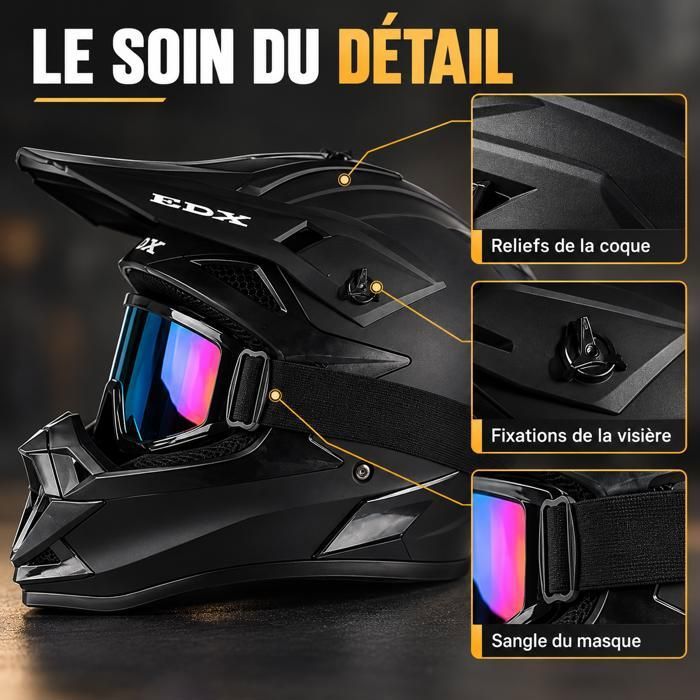 LE SOIN DU DÉTAIL
EDX
DX
Reliefs de la coque
Fixations de la visière
Sangle du masque